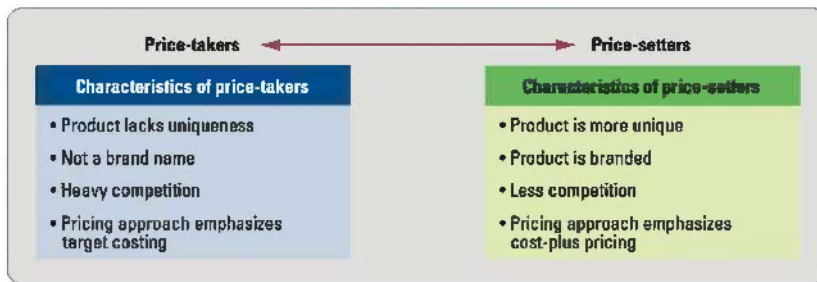 Price-takers Price-setters
Characteristics of price-takers
• Product lacks uniqueness
• Not a brand name
• Heavy competition
• Pricing approach emphasizes
target costing
Characteristics of price-setters
• Product is more unique
• Product is branded
• Less competition
• Pricing approach emphasizes
cost-plus pricing